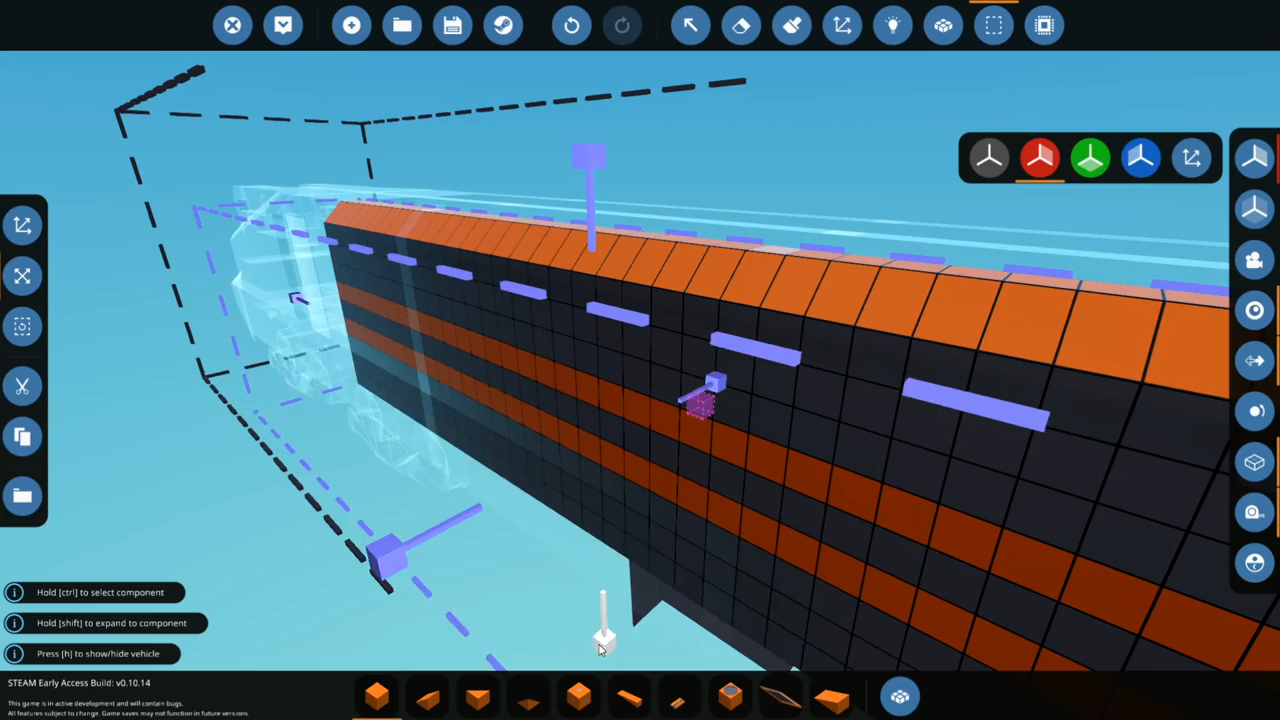 Hold [ctrl] to select component
Hold [shift] to expand to component
Press [h] to show/hide vehicle
STEAM Early Access Build: v0.10.14
This game is in active development and will contain bugs.
All features subject to change. Game saves may not function in future versions.